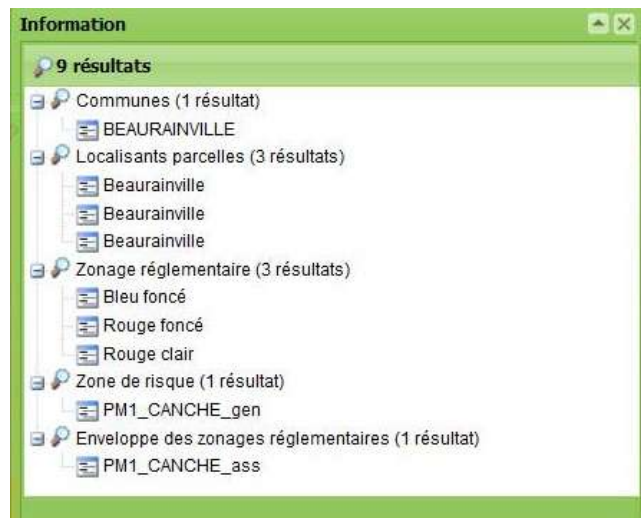 Information
9 résultats
Communes (1 résultat)
BEAURAINVILLE
Localisants parcelles (3 résultats)
Beaurainville
Beaurainville
Beaurainville
Zonage réglementaire (3 résultats)
Bleu foncé
Rouge foncé
Rouge clair
Zone de risque (1 résultat)
PM1_CANCHE_gen
Enveloppe des zonages réglementaires (1 résultat)
PM1_CANCHE_ass